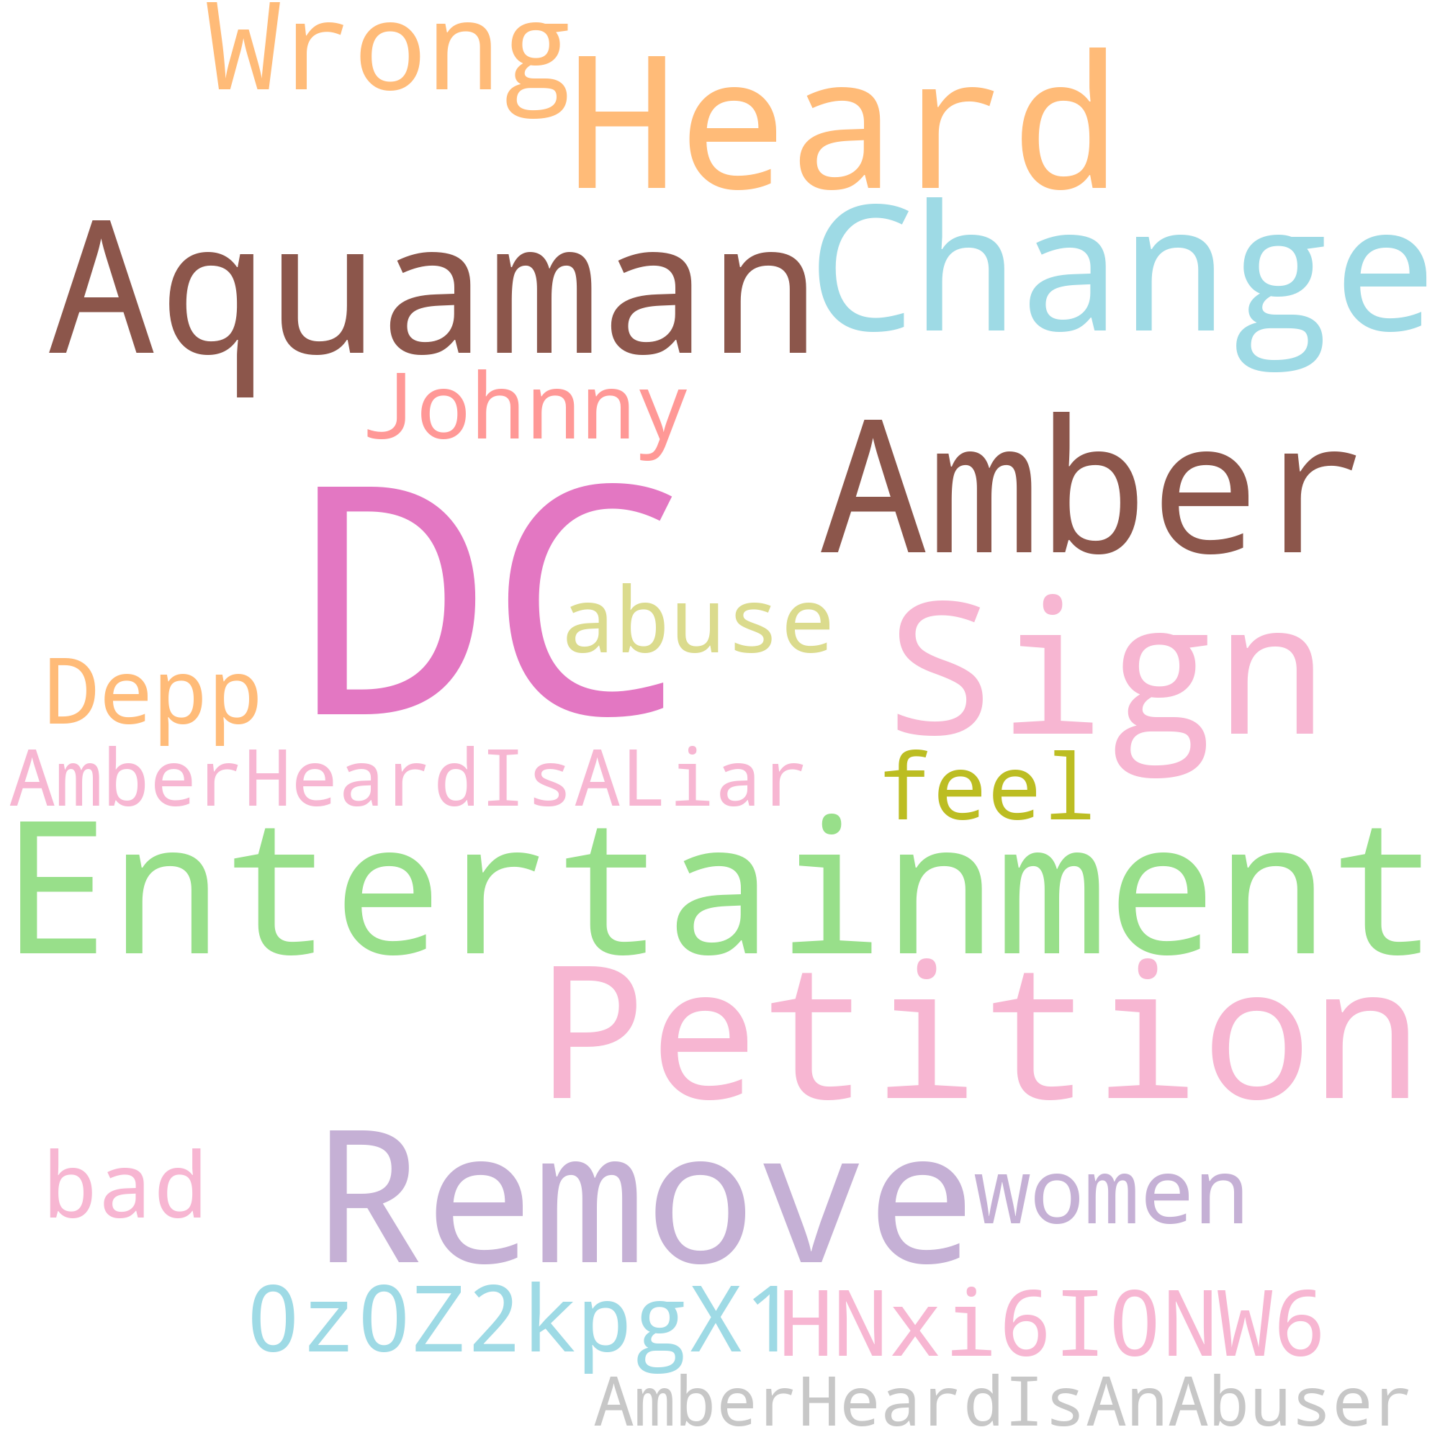 Wrong
Heard
Aquaman
Change
Johnny
Amber
DC
abuse
Sign
Depp
AmberHeardIsALiar
feel
Entertainment
Petition
bad
Remove
women
0z0Z2kpgX1
HNxi6I0NW6
AmberHeardIsAnAbuser